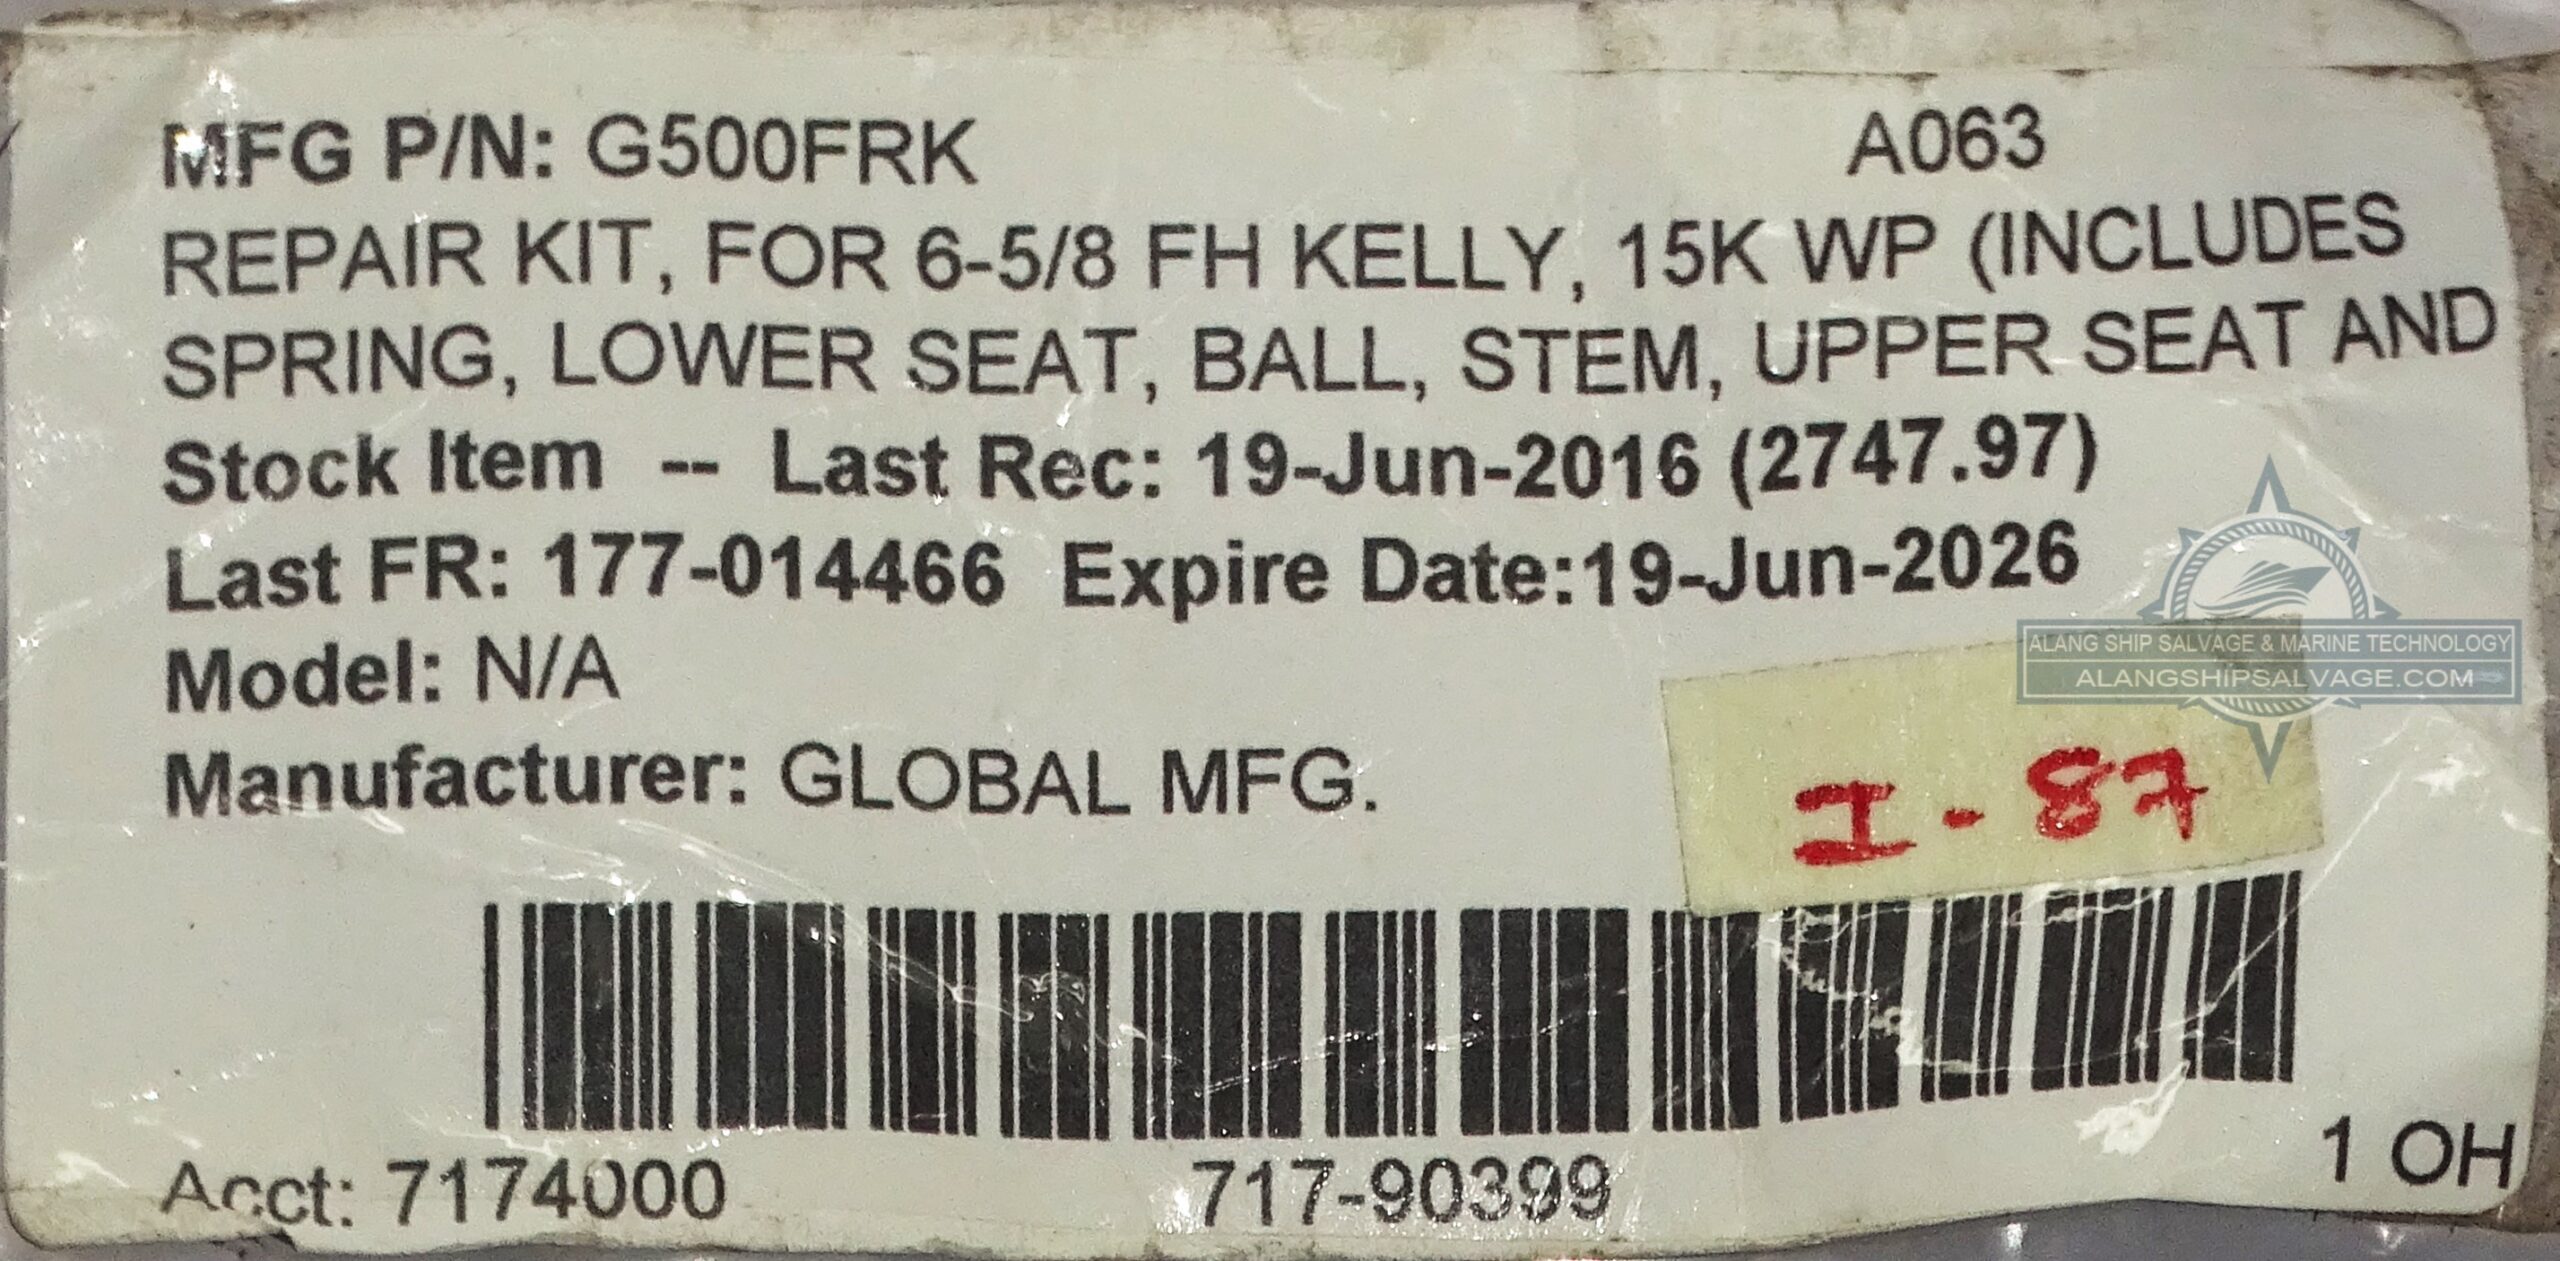 MFG P/N: G500FRK A063
REPAIR KIT, FOR 6-5/8 FH KELLY, 15K WP (INCLUDES
SPRING, LOWER SEAT, BALL, STEM, UPPER SEAT AND
Stock Item -- Last Rec: 19-Jun-2016 (2747.97)
Last FR: 177-014466 Expire Date:19-Jun-2026
Model: N/A
ALANG SHIP SALVAGE & MARINE TECHNOLOGY
ALANGSHIPSALVAGE.COM
Manufacturer: GLOBAL MFG.
I-87
Acct: 7174000 717-90399 1 OH